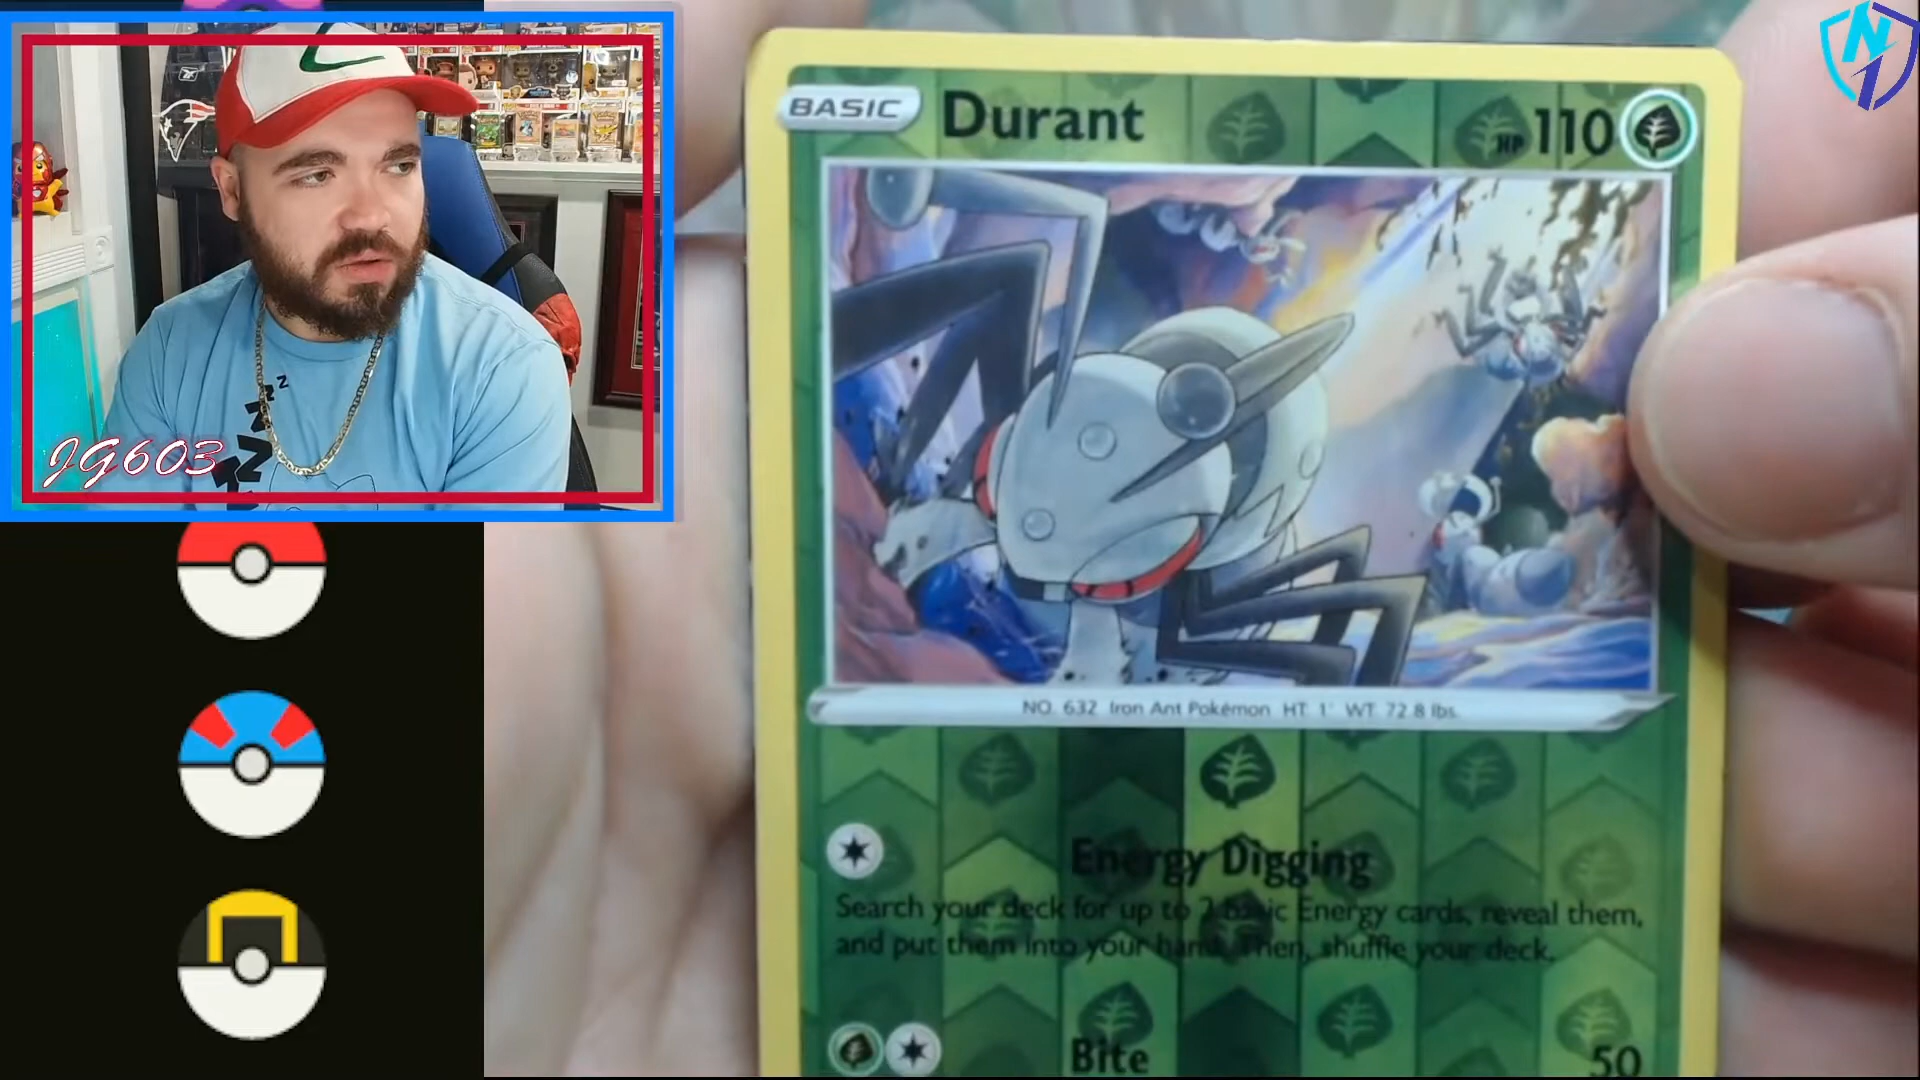 BASIC Durant HP 110
NO. 632 Iron Ant Pokémon HT: 1' WT: 72.8 lbs.
Energy Digging
Search your deck for up to 2 basic Energy cards, reveal them,
and put them into your hand. Then, shuffle your deck.
Bite 50
JG603
N